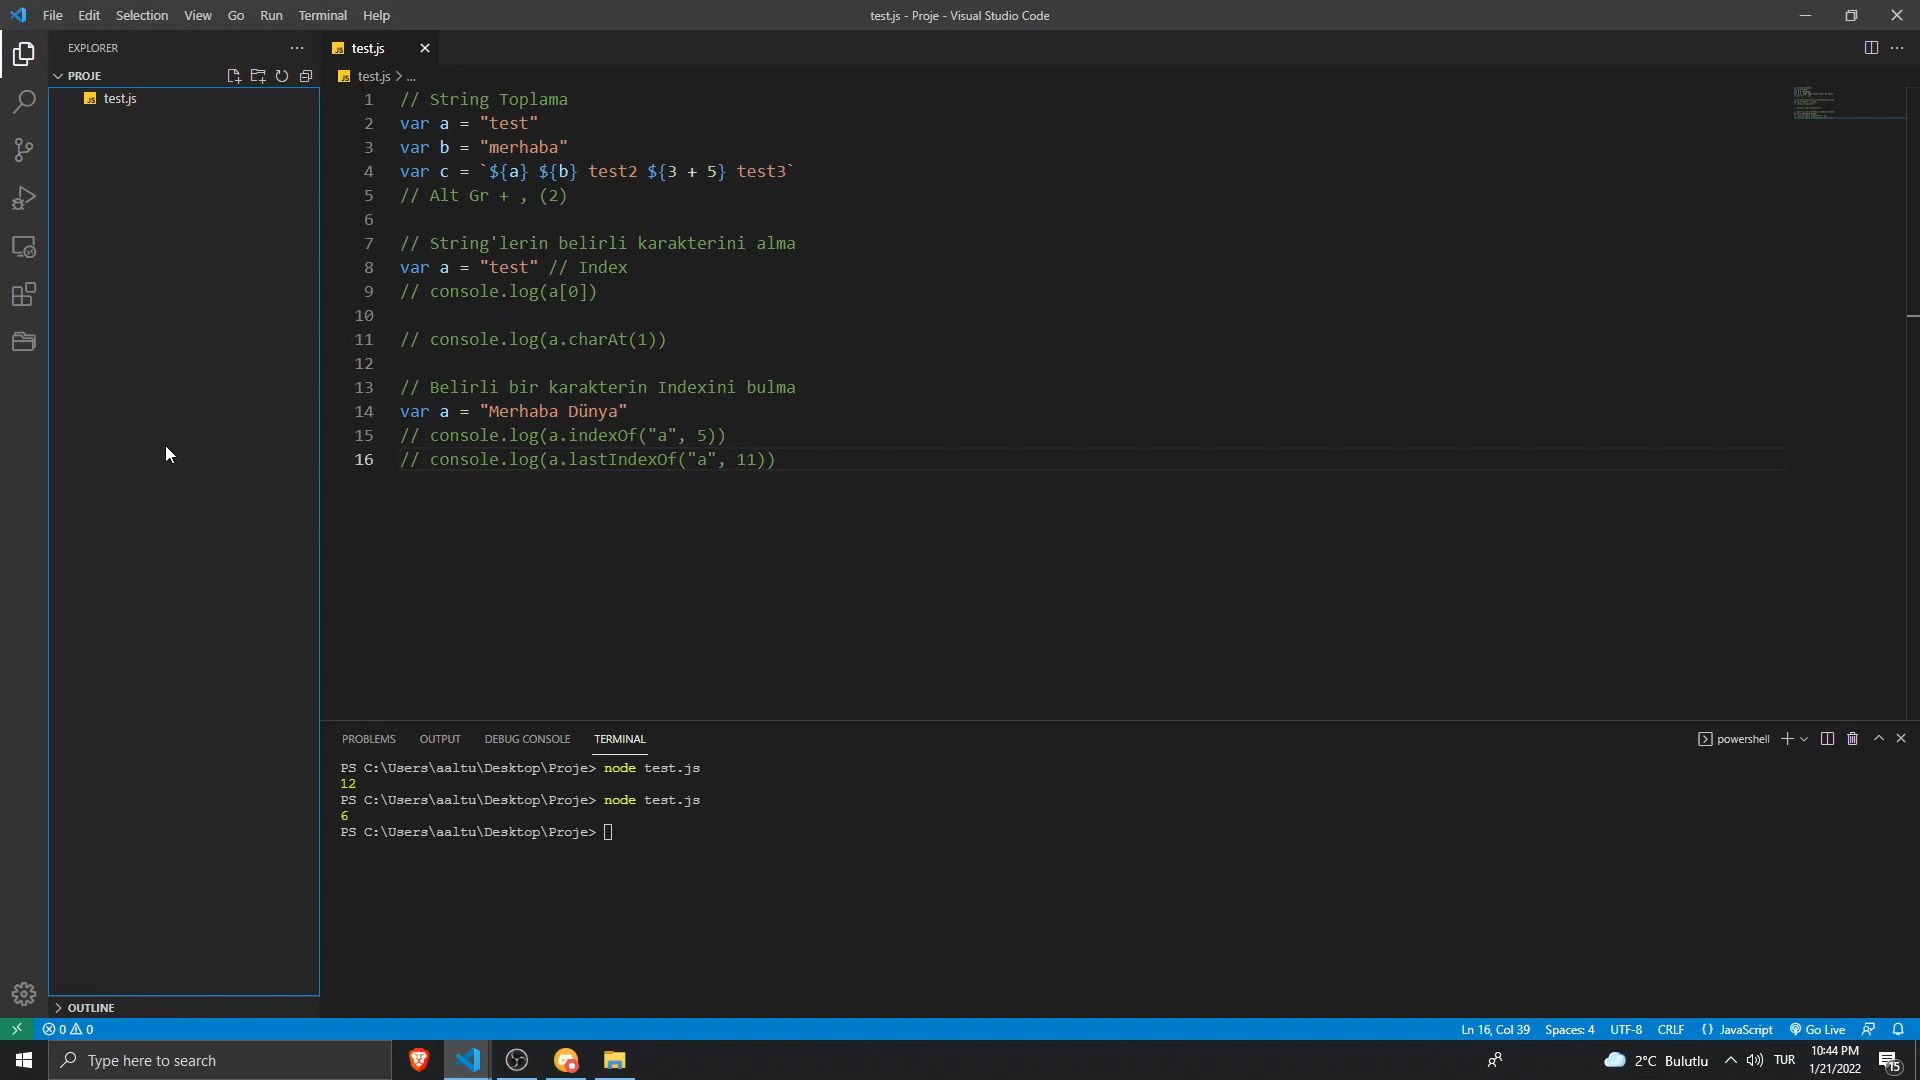 File Edit Selection View Go Run Terminal Help
test.js - Proje - Visual Studio Code
EXPLORER
PROJE
test.js
test.js
test.js > ...
1 // String Toplama
2 var a = "test"
3 var b = "merhaba"
4 var c = `${a} ${b} test2 ${3 + 5} test3`
5 // Alt Gr + , (2)
6
7 // String'lerin belirli karakterini alma
8 var a = "test" // Index
9 // console.log(a[0])
10
11 // console.log(a.charAt(1))
12
13 // Belirli bir karakterin Indexini bulma
14 var a = "Merhaba Dünya"
15 // console.log(a.indexOf("a", 5))
16 // console.log(a.lastIndexOf("a", 11))
PROBLEMS OUTPUT DEBUG CONSOLE TERMINAL
powershell
PS C:\Users\aaltu\Desktop\Proje> node test.js
12
PS C:\Users\aaltu\Desktop\Proje> node test.js
6
PS C:\Users\aaltu\Desktop\Proje>
OUTLINE
0 0
Ln 16, Col 39 Spaces: 4 UTF-8 CRLF {} JavaScript Go Live
Type here to search
2°C Bulutlu
TUR
10:44 PM
1/21/2022
15